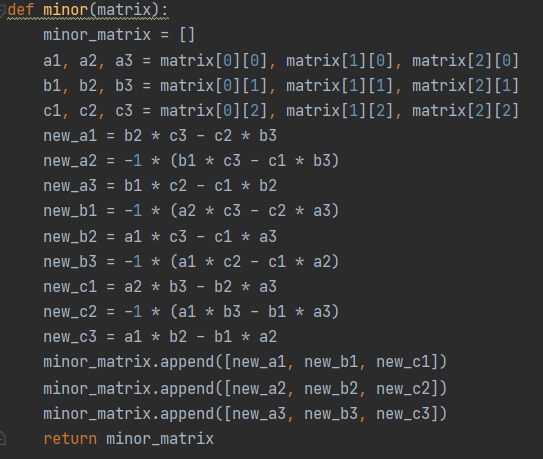 def minor(matrix):
    minor_matrix = []
    a1, a2, a3 = matrix[0][0], matrix[1][0], matrix[2][0]
    b1, b2, b3 = matrix[0][1], matrix[1][1], matrix[2][1]
    c1, c2, c3 = matrix[0][2], matrix[1][2], matrix[2][2]
    new_a1 = b2 * c3 - c2 * b3
    new_a2 = -1 * (b1 * c3 - c1 * b3)
    new_a3 = b1 * c2 - c1 * b2
    new_b1 = -1 * (a2 * c3 - c2 * a3)
    new_b2 = a1 * c3 - c1 * a3
    new_b3 = -1 * (a1 * c2 - c1 * a2)
    new_c1 = a2 * b3 - b2 * a3
    new_c2 = -1 * (a1 * b3 - b1 * a3)
    new_c3 = a1 * b2 - b1 * a2
    minor_matrix.append([new_a1, new_b1, new_c1])
    minor_matrix.append([new_a2, new_b2, new_c2])
    minor_matrix.append([new_a3, new_b3, new_c3])
    return minor_matrix